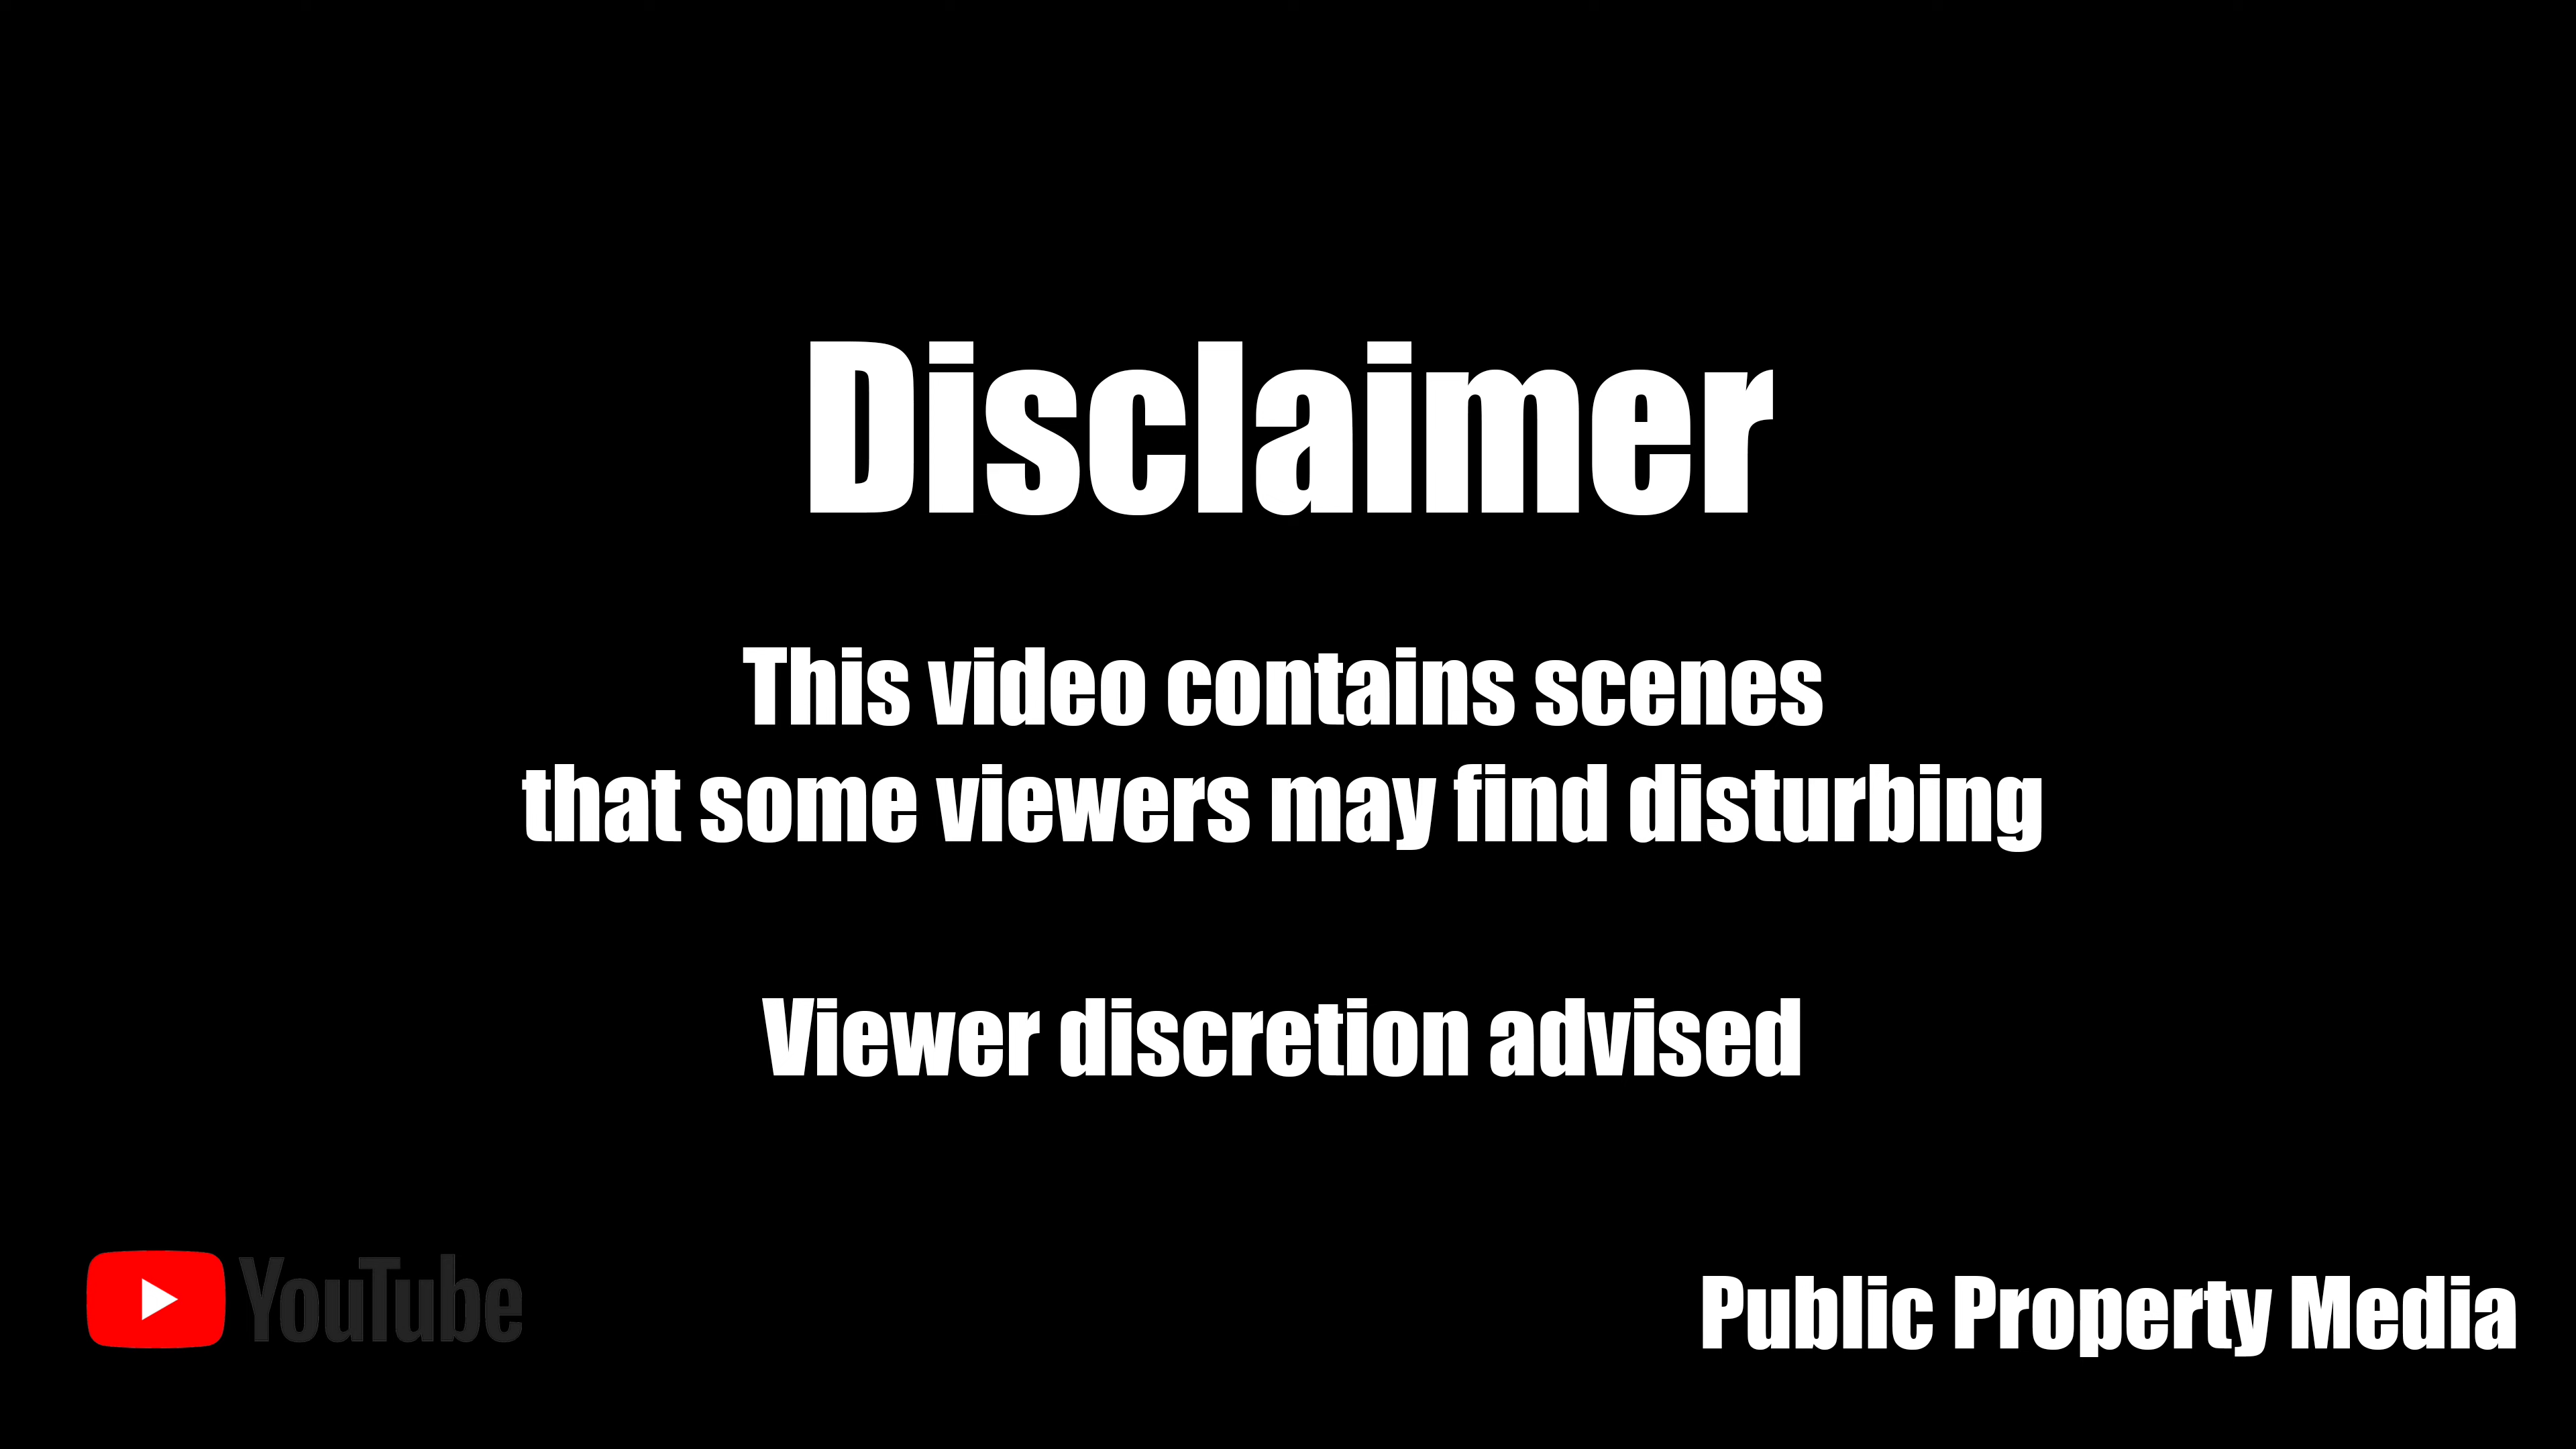 Disclaimer
This video contains scenes
that some viewers may find disturbing
Viewer discretion advised
YouTube
Public Property Media